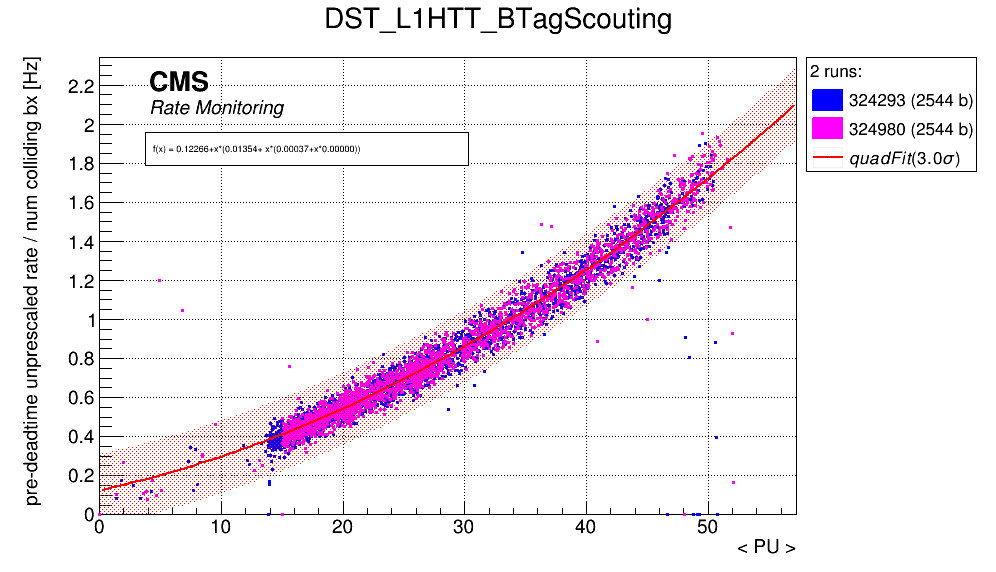 DST_L1HTT_BTagScouting
pre-deadtime unprescaled rate / num colliding bx [Hz]
CMS
Rate Monitoring
f(x) = 0.12266+x*(0.01354+ x*(0.00037+x*0.00000))
2.2
2
1.8
1.6
1.4
1.2
1
0.8
0.6
0.4
0.2
0
0 10 20 30 40 50
< PU >
2 runs:
324293 (2544 b)
324980 (2544 b)
quadFit(3.0σ)